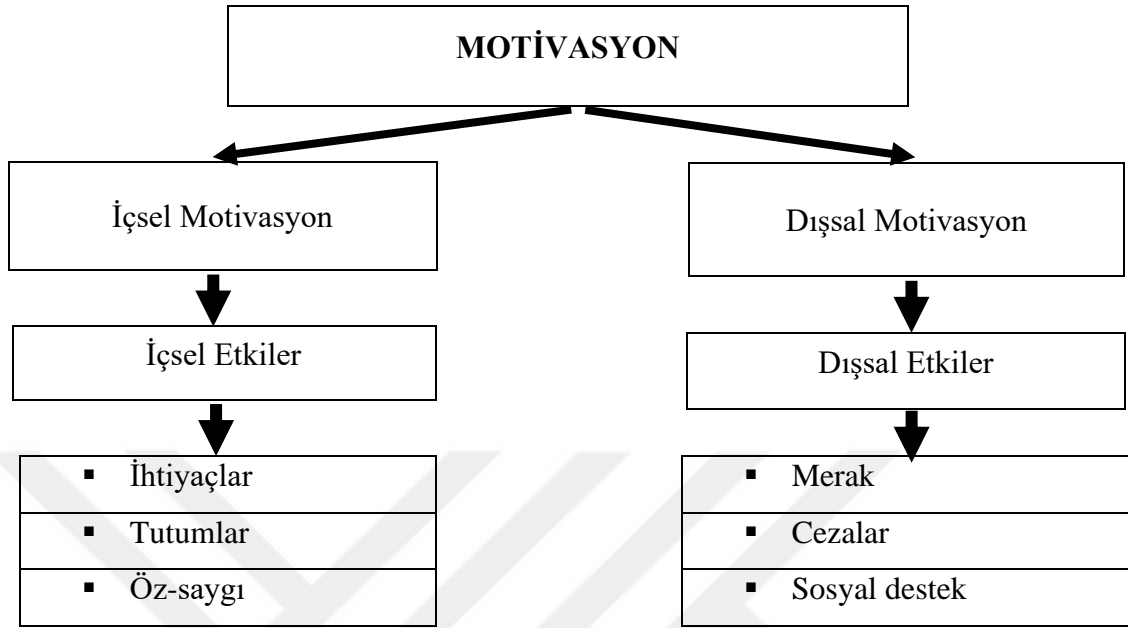 MOTİVASYON
İçsel Motivasyon
Dışsal Motivasyon
İçsel Etkiler
Dışsal Etkiler
▪ İhtiyaçlar
▪ Tutumlar
▪ Öz-saygı
▪ Merak
▪ Cezalar
▪ Sosyal destek